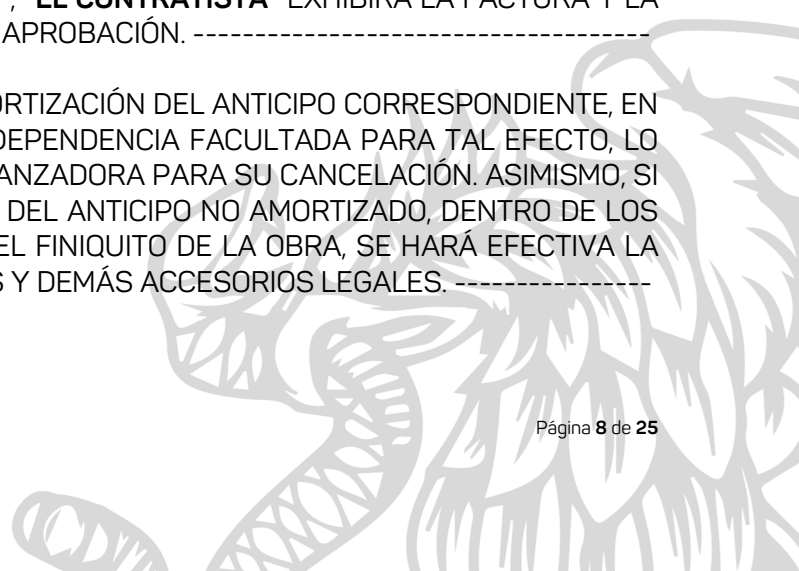 ", "EL CONTRATISTA" EXHIBIRÁ LA FACTURA Y LA
APROBACIÓN. ------------------------------------
ORTIZACIÓN DEL ANTICIPO CORRESPONDIENTE, EN
DEPENDENCIA FACULTADA PARA TAL EFECTO, LO
ANZADORA PARA SU CANCELACIÓN. ASIMISMO, SI
DEL ANTICIPO NO AMORTIZADO, DENTRO DE LOS
EL FINIQUITO DE LA OBRA, SE HARÁ EFECTIVA LA
S Y DEMÁS ACCESORIOS LEGALES. ---------------
Página 8 de 25